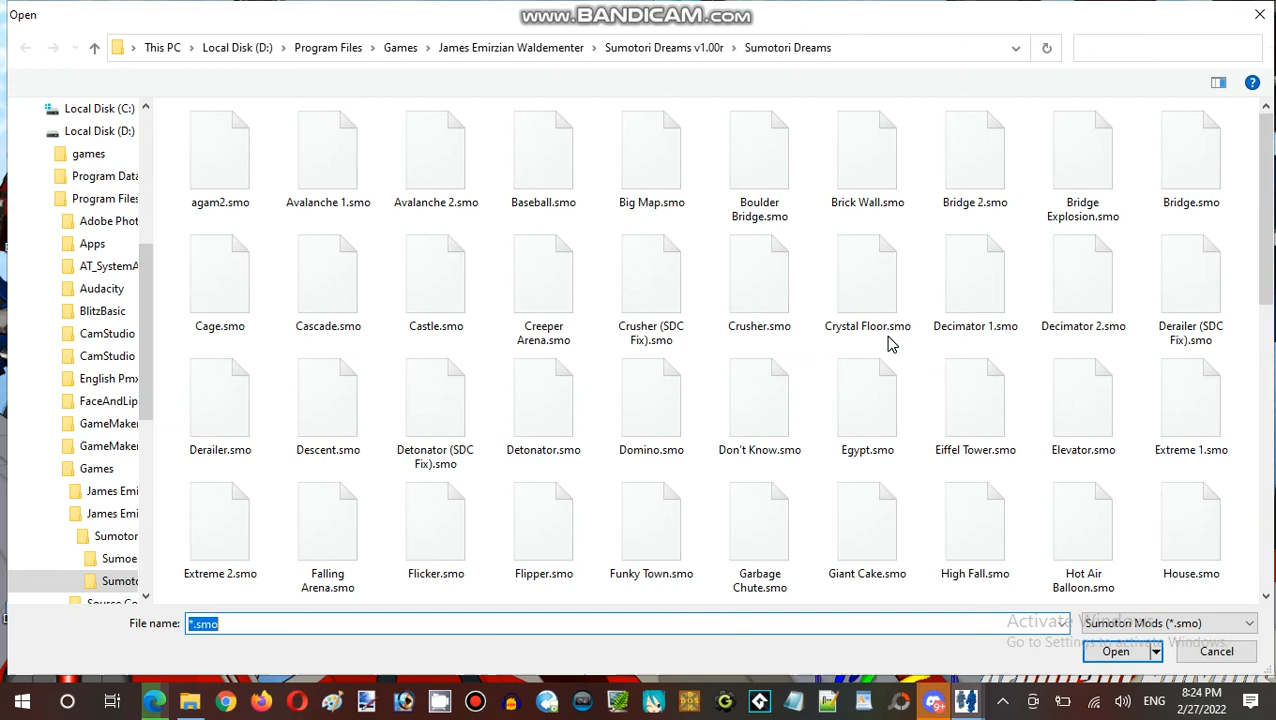 Open
www.BANDICAM.com
This PC > Local Disk (D:) > Program Files > Games > James Emirzian Waldementer > Sumotori Dreams v1.00r > Sumotori Dreams
Local Disk (C:)
Local Disk (D:)
games
Program Data
Program Files
Adobe Phot
Apps
AT_SystemA
Audacity
BlitzBasic
CamStudio
CamStudio
English Pmx
FaceAndLip
GameMaker
GameMaker
Games
James Emi
James Emi
Sumotor
Sumoe
Sumoto
Source Co
agam2.smo
Avalanche 1.smo
Avalanche 2.smo
Baseball.smo
Big Map.smo
Boulder
Bridge.smo
Brick Wall.smo
Bridge 2.smo
Bridge
Explosion.smo
Bridge.smo
Cage.smo
Cascade.smo
Castle.smo
Creeper
Arena.smo
Crusher (SDC
Fix).smo
Crusher.smo
Crystal Floor.smo
Decimator 1.smo
Decimator 2.smo
Derailer (SDC
Fix).smo
Derailer.smo
Descent.smo
Detonator (SDC
Fix).smo
Detonator.smo
Domino.smo
Don't Know.smo
Egypt.smo
Eiffel Tower.smo
Elevator.smo
Extreme 1.smo
Extreme 2.smo
Falling
Arena.smo
Flicker.smo
Flipper.smo
Funky Town.smo
Garbage
Chute.smo
Giant Cake.smo
High Fall.smo
Hot Air
Balloon.smo
House.smo
File name: *.smo
Sumotori Mods (*.smo)
Activate Windows
Go to Settings to activate Windows.
Open
Cancel
ENG
8:24 PM
2/27/2022